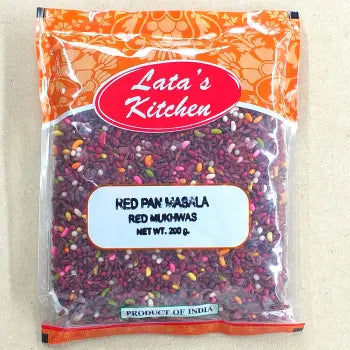 Lata's
Kitchen
RED PAN MASALA
RED MUKHWAS
NET WT. 200 g.
PRODUCT OF INDIA